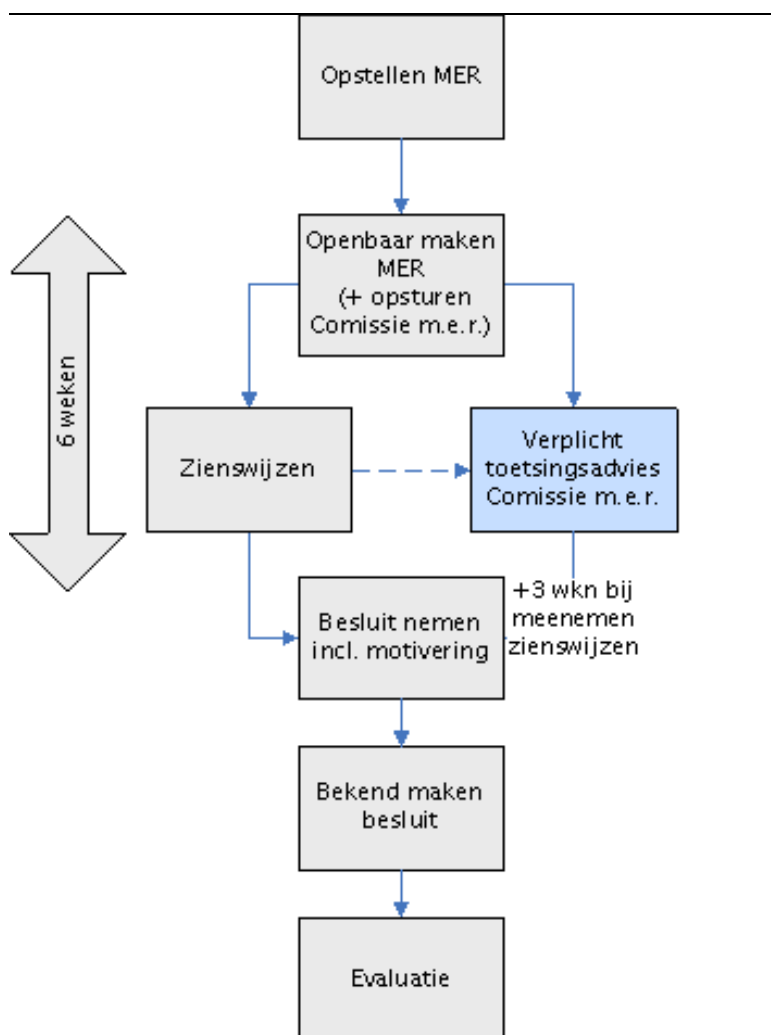 Opstellen MER
Openbaar maken
MER
(+ opsturen
Comissie m.e.r.)
6 weken
Zienswijzen
Verplicht
toetsingsadvies
Comissie m.e.r.
+3 wkn bij
meenemen
zienswijzen
Besluit nemen
incl. motivering
Bekend maken
besluit
Evaluatie